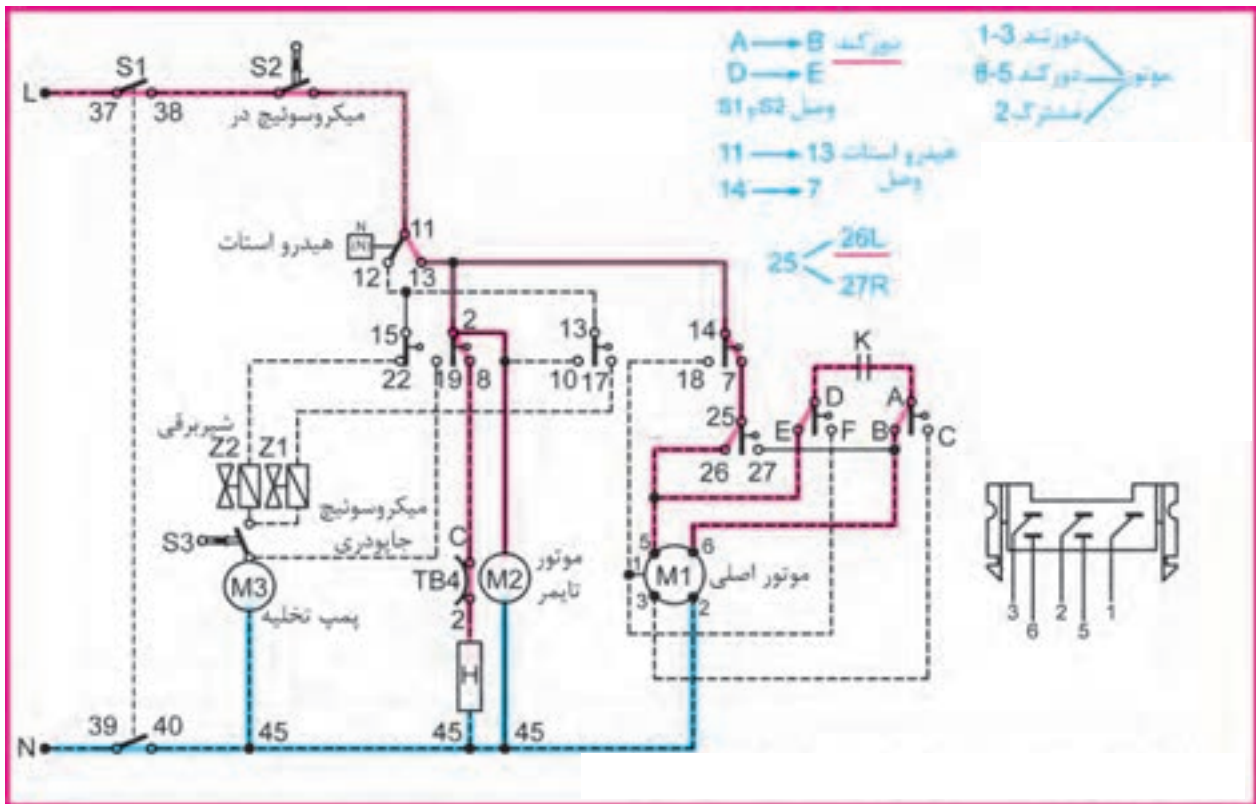 A → B دور کند
D → E
وصل S1 و S2
11 → 13 هیدرو استات وصل
14 → 7
25
26L
27R
1-3 دور تند
6-5 دور کند
2 مشترک
موتور
S1
S2
L
37
38
میکروسوئیچ در
N
(N)
هیدرو استات
11
12
13
15
2
13
14
K
22
19
8
10
17
18
7
D
A
E
F
B
C
25
26
27
شیربرقی
Z2
Z1
میکروسوئیچ
جاپودری
S3
M3
پمپ تخلیه
C
TB4
2
H
M2
موتور
تایمر
5
6
1
M1
3
2
موتور اصلی
3
6
2
5
1
39
40
N
45
45
45